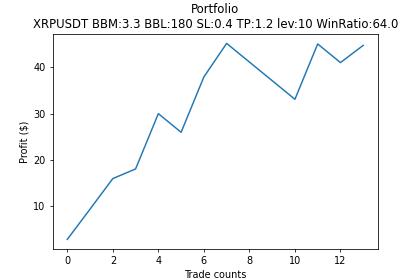 Portfolio
XRPUSDT BBM:3.3 BBL:180 SL:0.4 TP:1.2 lev:10 WinRatio:64.0
40
30
20
10
Profit ($)
0 2 4 6 8 10 12
Trade counts